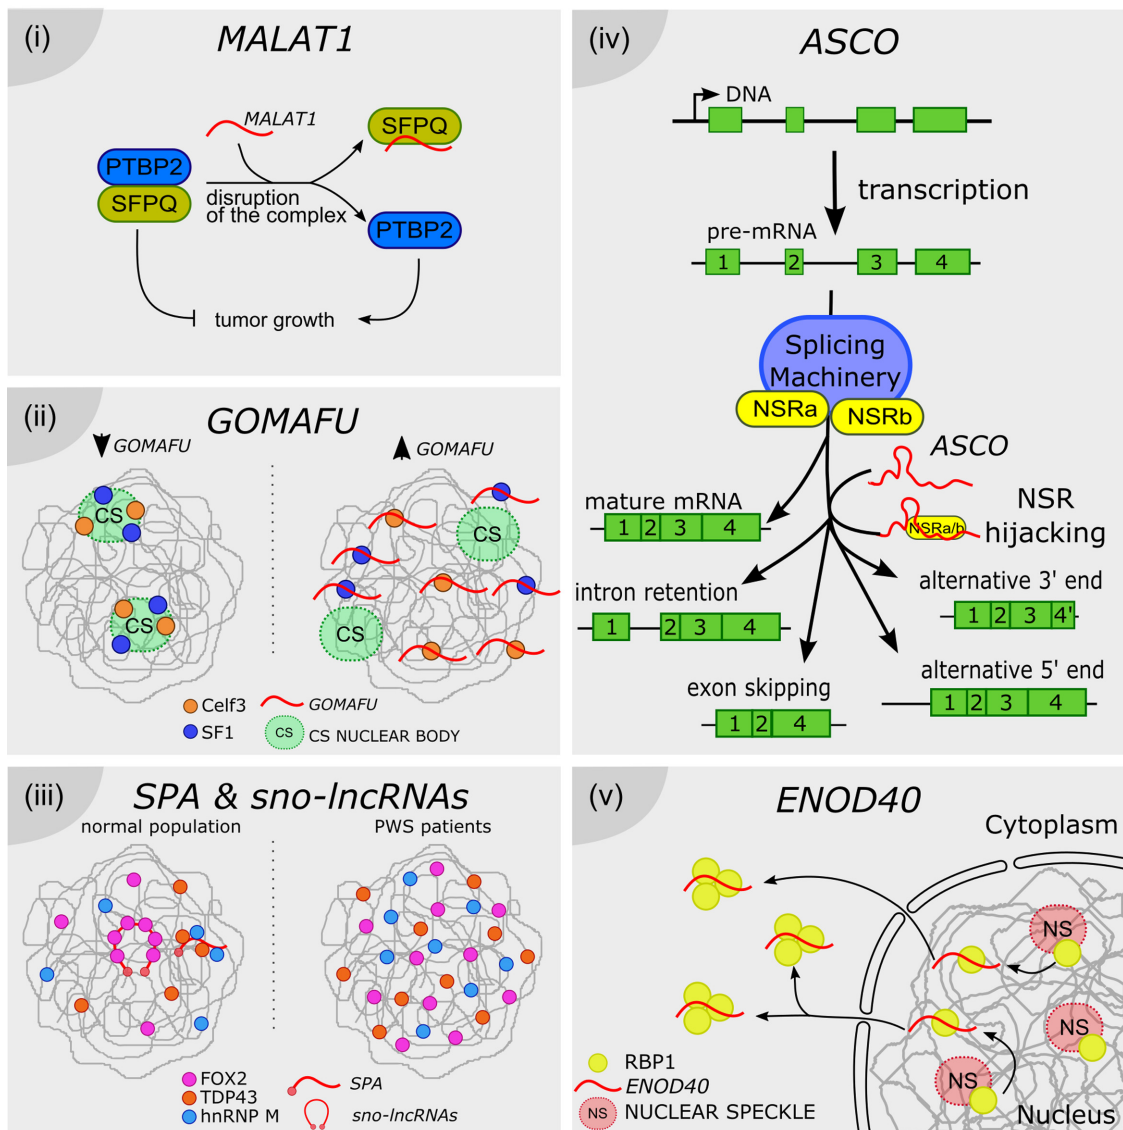 (i)
MALAT1
MALAT1
SFPQ
PTBP2
SFPQ
disruption
of the complex
PTBP2
tumor growth
(ii)
GOMAFU
GOMAFU
GOMAFU
CS
CS
CS
CS
Celf3
SF1
GOMAFU
CS
CS NUCLEAR BODY
(iii)
SPA & sno-lncRNAs
normal population
PWS patients
FOX2
TDP43
hnRNP M
SPA
sno-lncRNAs
(iv)
ASCO
DNA
transcription
pre-mRNA
1 2 3 4
Splicing
Machinery
NSRa
NSRb
ASCO
NSRa/b
NSR
hijacking
mature mRNA
1 2 3 4
intron retention
1 2 3 4
exon skipping
1 2 4
alternative 3' end
1 2 3 4'
alternative 5' end
1 2 3 4
(v)
ENOD40
Cytoplasm
NS
NS
NS
Nucleus
RBP1
ENOD40
NS
NUCLEAR SPECKLE